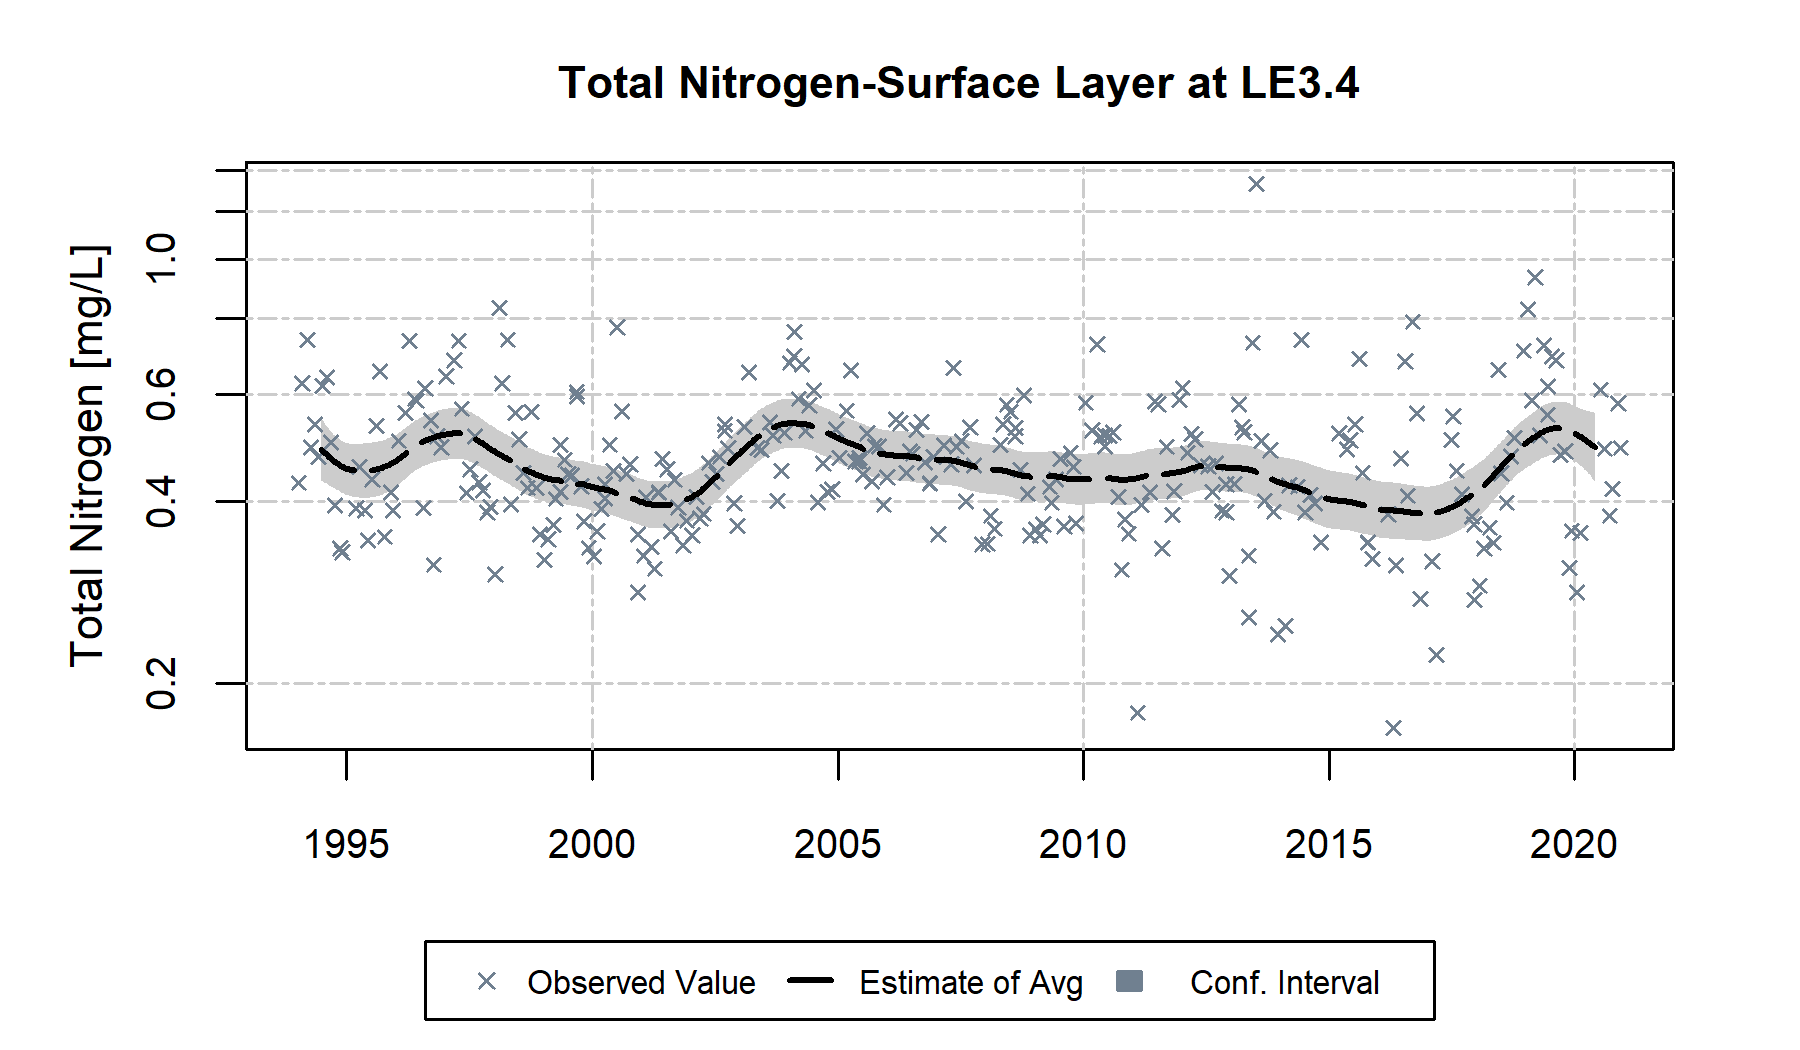 Total Nitrogen-Surface Layer at LE3.4
Total Nitrogen [mg/L]
1.0
0.6
0.4
0.2
1995 2000 2005 2010 2015 2020
Observed Value Estimate of Avg Conf. Interval